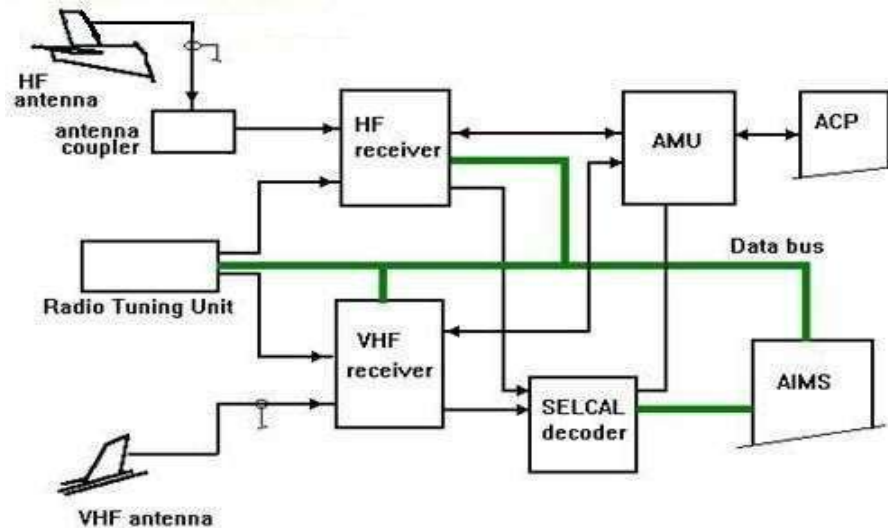 HF
antenna
antenna
coupler
HF
receiver
AMU
ACP
Data bus
Radio Tuning Unit
VHF
receiver
SELCAL
decoder
AIMS
VHF antenna